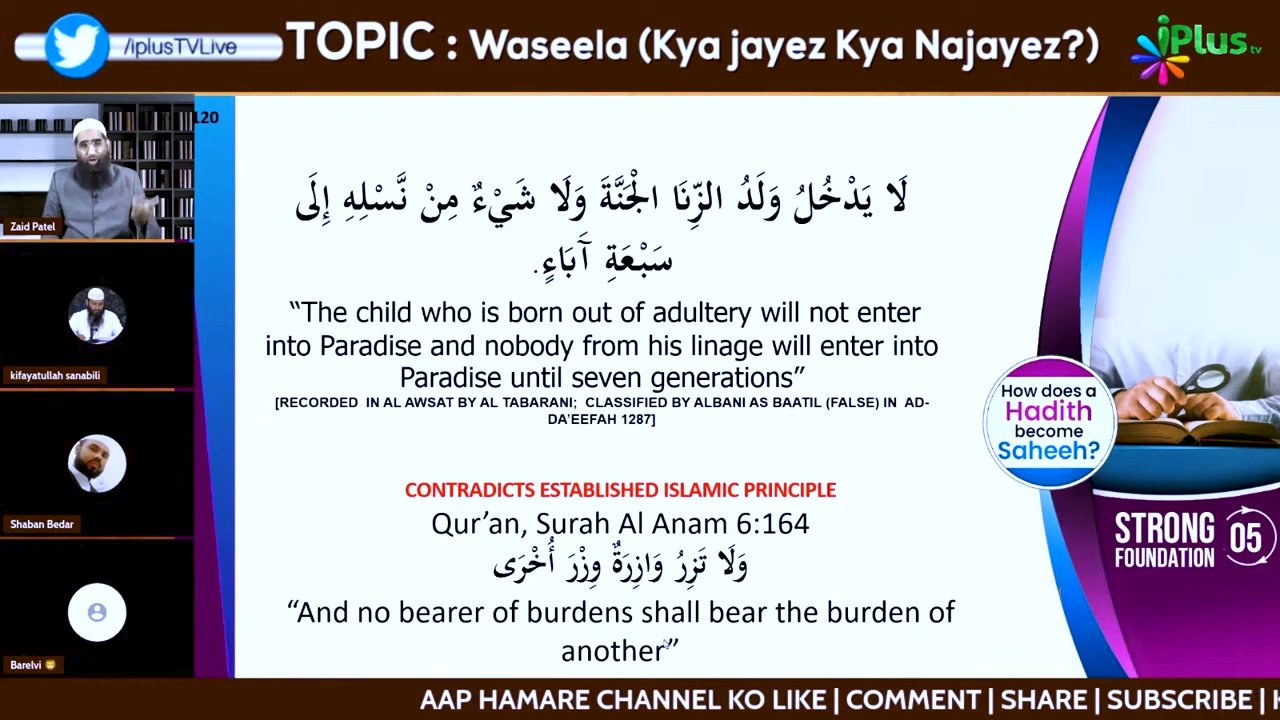 /iplusTVLive
TOPIC : Waseela (Kya jayez Kya Najayez?)
iPlus tv
120
Zaid Patel
kifayatullah sanabili
Shaban Bedar
Barelvi
لَا يَدْخُلُ وَلَدُ الزِّنَا الْجَنَّةَ وَلَا شَيْءٌ مِنْ نَّسْلِهِ إِلَى
سَبْعَةِ آبَاءٍ.
“The child who is born out of adultery will not enter
into Paradise and nobody from his linage will enter into
Paradise until seven generations”
[RECORDED IN AL AWSAT BY AL TABARANI; CLASSIFIED BY ALBANI AS BAATIL (FALSE) IN AD-
DA’EEFAH 1287]
CONTRADICTS ESTABLISHED ISLAMIC PRINCIPLE
Qur’an, Surah Al Anam 6:164
وَلَا تَزِرُ وَازِرَةٌ وِزْرَ أُخْرَى
“And no bearer of burdens shall bear the burden of
another”
How does a
Hadith
become
Saheeh?
STRONG
FOUNDATION
05
AAP HAMARE CHANNEL KO LIKE | COMMENT | SHARE | SUBSCRIBE |